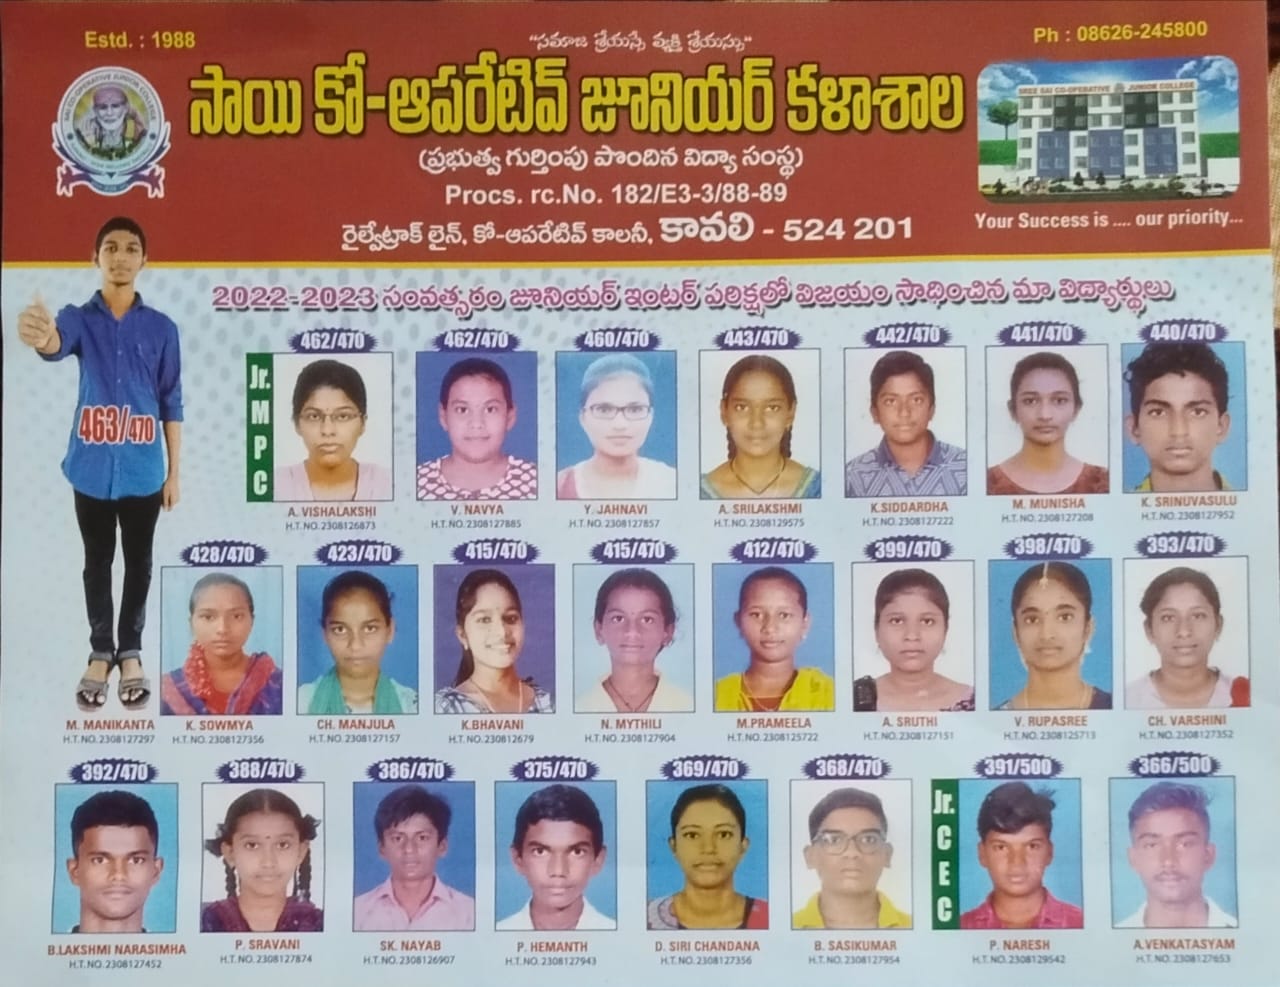 Estd. : 1988
"సమాజ శ్రేయస్సే వ్యక్తి శ్రేయస్సు"
Ph : 08626-245800
SAI CO-OPERATIVE JUNIOR COLLEGE
సాయి కో-ఆపరేటివ్ జూనియర్ కళాశాల
SREE SAI CO-OPERATIVE JUNIOR COLLEGE
(ప్రభుత్వ గుర్తింపు పొందిన విద్యా సంస్థ)
Procs. rc.No. 182/E3-3/88-89
రైల్వేట్రాక్ లైన్, కో-ఆపరేటివ్ కాలనీ, కావలి - 524 201
Your Success is .... our priority...
2022-2023 సంవత్సరం జూనియర్ ఇంటర్ పరిక్షలో విజయం సాధించిన మా విద్యార్థులు
463/470
Jr. MPC
462/470 462/470 460/470 443/470 442/470 441/470 440/470
A. VISHALAKSHI V. NAVYA Y. JAHNAVI A. SRILAKSHMI K.SIDDARDHA M. MUNISHA K. SRINUVASULU
H.T.NO.2308126873 H.T.NO.2308127885 H.T.NO.2308127857 H.T.NO.2308129575 H.T.NO.2308127222 H.T.NO.2308127208 H.T.NO.2308127952
428/470 423/470 415/470 415/470 412/470 399/470 398/470 393/470
M. MANIKANTA K. SOWMYA CH. MANJULA K.BHAVANI N. MYTHILI M.PRAMEELA A. SRUTHI V. RUPASREE CH. VARSHINI
H.T.NO.2308127297 H.T.NO.2308127356 H.T.NO.2308127157 H.T.NO.230812679 H.T.NO.2308127904 H.T.NO.2308125722 H.T.NO.2308127151 H.T.NO.2308125713 H.T.NO.2308127352
392/470 388/470 386/470 375/470 369/470 368/470 391/500 366/500
Jr. CEC
B.LAKSHMI NARASIMHA P. SRAVANI SK. NAYAB P. HEMANTH D. SIRI CHANDANA B. SASIKUMAR P. NARESH A.VENKATASYAM
H.T.NO.2308127452 H.T.NO.2308127874 H.T.NO.2308126907 H.T.NO.2308127943 H.T.NO.2308127356 H.T.NO.2308127954 H.T.NO.2308129542 H.T.NO.2308127653